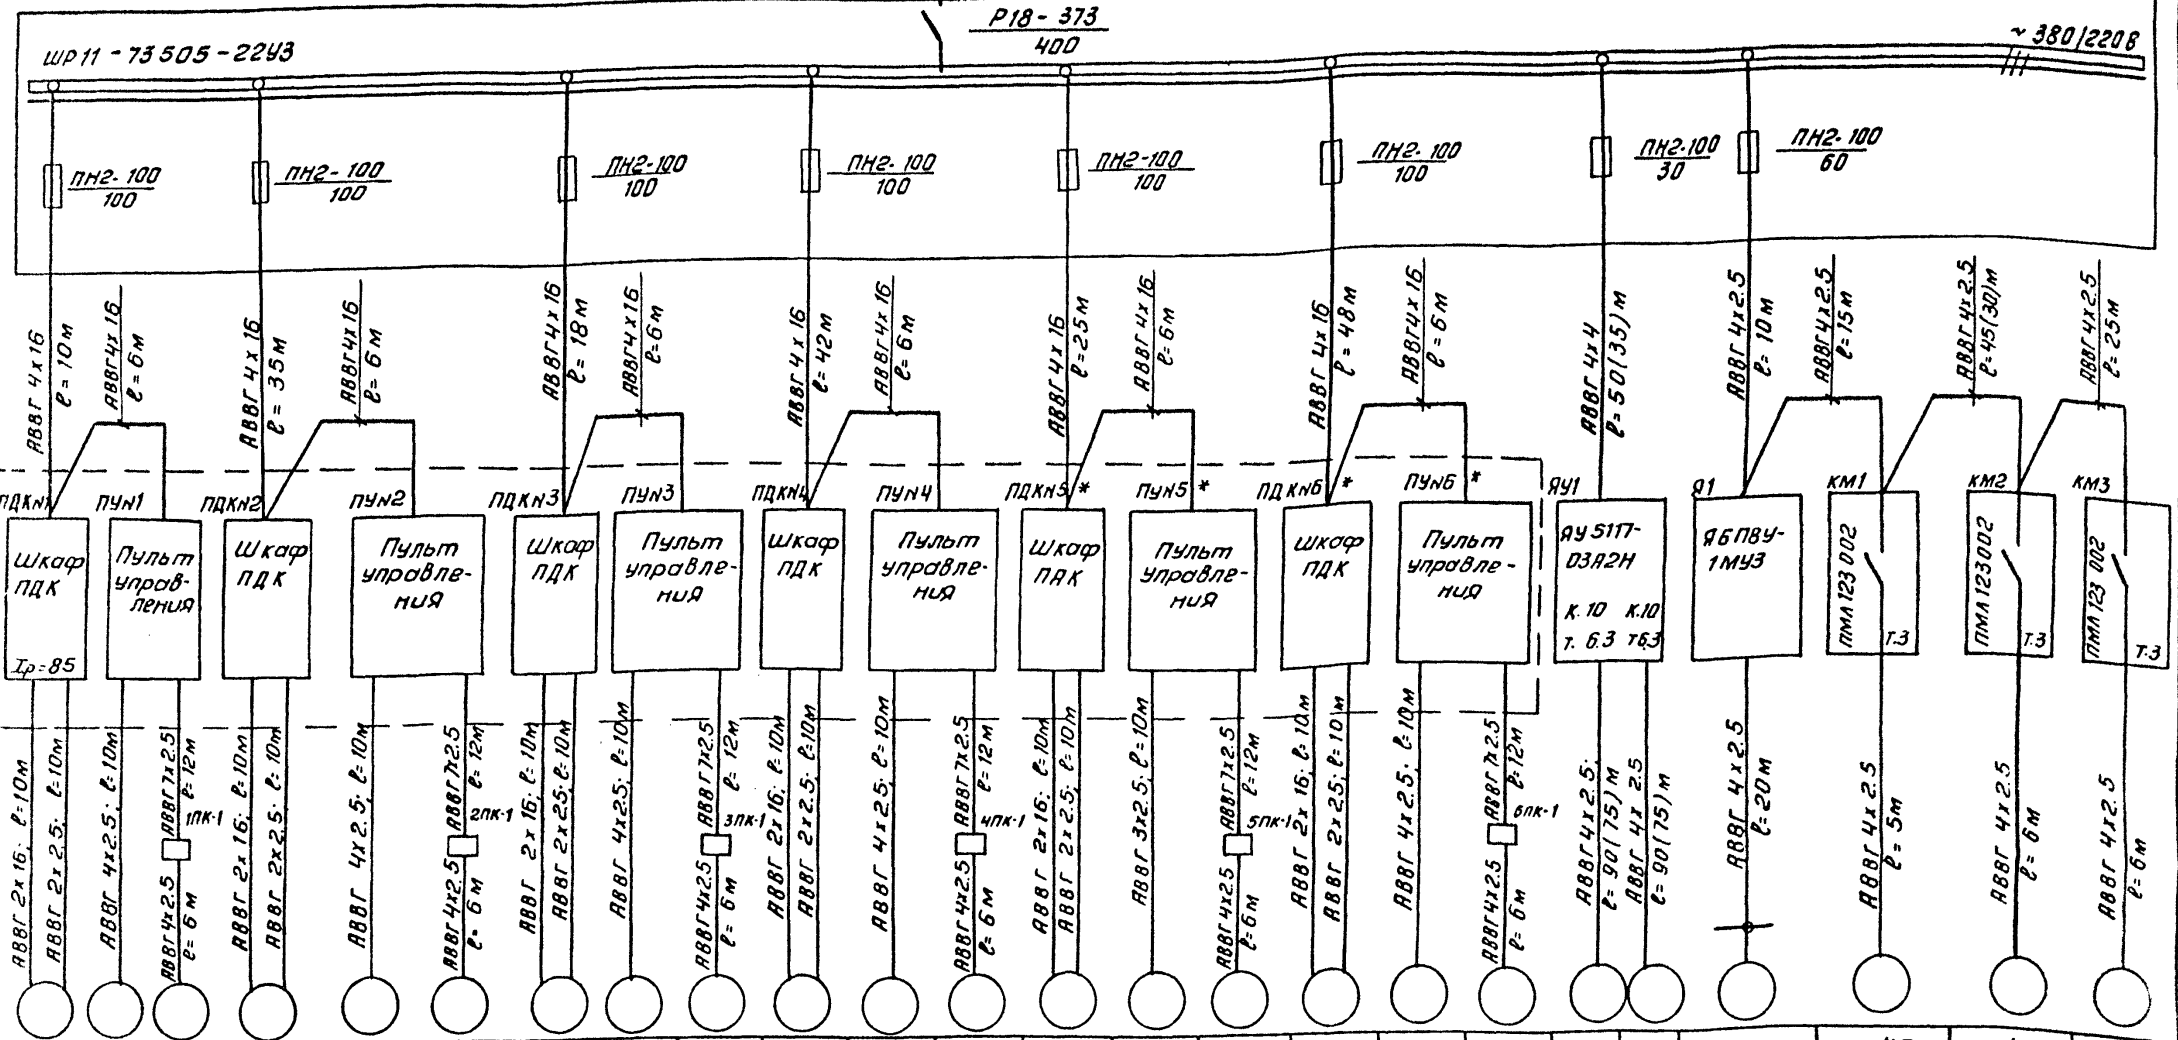 ШР11-73505-22У3
Р18-373
400
~380/220В
ПН2-100
100
ПН2-100
100
ПН2-100
100
ПН2-100
100
ПН2-100
100
ПН2-100
100
ПН2-100
30
ПН2-100
60
АВВГ 4х16
ℓ=10м
АВВГ 4х16
ℓ=6м
АВВГ 4х16
ℓ=35м
АВВГ 4х16
ℓ=6м
АВВГ 4х16
ℓ=18м
АВВГ 4х16
ℓ=6м
АВВГ 4х16
ℓ=42м
АВВГ 4х16
ℓ=6м
АВВГ 4х16
ℓ=25м
АВВГ 4х16
ℓ=6м
АВВГ 4х16
ℓ=48м
АВВГ 4х16
ℓ=6м
АВВГ 4х4
ℓ=50(35)м
АВВГ 4х2.5
ℓ=10м
АВВГ 4х2.5
ℓ=15м
АВВГ 4х2.5
ℓ=45(30)м
АВВГ 4х2.5
ℓ=25м
ПДКN1
ПУN1
ПДКN2
ПУN2
ПДКN3
ПУN3
ПДКN4
ПУN4
ПДКN5 *
ПУN5 *
ПДКN6 *
ПУN6 *
ЯУ1
Я1
КМ1
КМ2
КМ3
Шкаф
ПДК
Iр=85
Пульт
управ-
ления
Шкаф
ПДК
Пульт
управле-
ния
Шкаф
ПДК
Пульт
управле-
ния
Шкаф
ПДК
Пульт
управле-
ния
Шкаф
ПДК
Пульт
управле-
ния
Шкаф
ПДК
Пульт
управле-
ния
ЯУ5117-
03А2Н
К.10 К.10
Т. 6.3 Т6.3
ЯБПВУ-
1МУ3
ПМЛ123002
Т.3
ПМЛ123002
Т.3
ПМЛ123 002
Т.3
АВВГ 2х16; ℓ=10м
АВВГ 2х2.5; ℓ=10м
АВВГ 4х2.5; ℓ=10м
АВВГ 7х2.5
ℓ=12м
1ПК-1
АВВГ 4х2.5
ℓ=6м
АВВГ 2х16; ℓ=10м
АВВГ 2х2.5; ℓ=10м
АВВГ 4х2.5; ℓ=10м
АВВГ 7х2.5
ℓ=12м
2ПК-1
АВВГ 4х2.5
ℓ=6м
АВВГ 2х16; ℓ=10м
АВВГ 2х2.5; ℓ=10м
АВВГ 4х2.5; ℓ=10м
АВВГ 7х2.5
ℓ=12м
3ПК-1
АВВГ 4х2.5
ℓ=6м
АВВГ 2х16; ℓ=10м
АВВГ 2х2.5; ℓ=10м
АВВГ 4х2.5; ℓ=10м
АВВГ 7х2.5
ℓ=12м
4ПК-1
АВВГ 4х2.5
ℓ=6м
АВВГ 2х16; ℓ=10м
АВВГ 2х2.5; ℓ=10м
АВВГ 3х2.5; ℓ=10м
АВВГ 7х2.5
ℓ=12м
5ПК-1
АВВГ 4х2.5
ℓ=6м
АВВГ 2х16; ℓ=10м
АВВГ 2х2.5; ℓ=10м
АВВГ 4х2.5; ℓ=10м
АВВГ 7х2.5
ℓ=12м
6ПК-1
АВВГ 4х2.5
ℓ=6м
АВВГ 4х2.5;
ℓ=90(75)м
АВВГ 4х2.5
ℓ=90(75)м
АВВГ 4х2.5
ℓ=20м
АВВГ 4х2.5
ℓ=5м
АВВГ 4х2.5
ℓ=6м
АВВГ 4х2.5
ℓ=6м